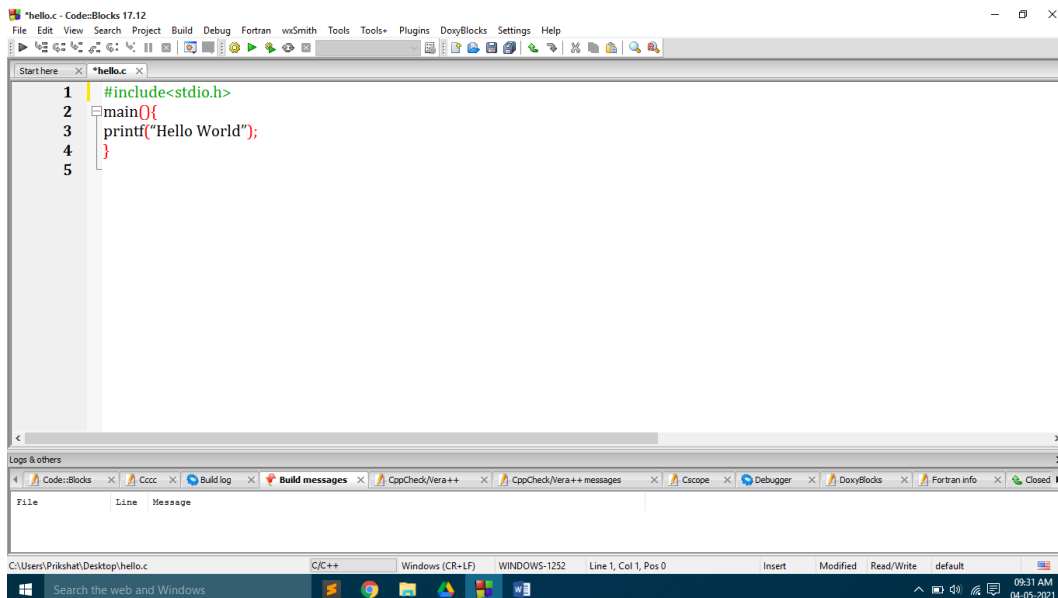 *hello.c - Code::Blocks 17.12
File Edit View Search Project Build Debug Fortran wxSmith Tools Tools+ Plugins DoxyBlocks Settings Help
Start here *hello.c
1 #include<stdio.h>
2 main(){
3 printf(“Hello World”);
4 }
5
Logs & others
Code::Blocks Cccc Build log Build messages CppCheck/Vera++ CppCheck/Vera++ messages Cscope Debugger DoxyBlocks Fortran info Closed
File Line Message
C:\Users\Prikshat\Desktop\hello.c C/C++ Windows (CR+LF) WINDOWS-1252 Line 1, Col 1, Pos 0 Insert Modified Read/Write default
Search the web and Windows
09:31 AM
04-05-2021